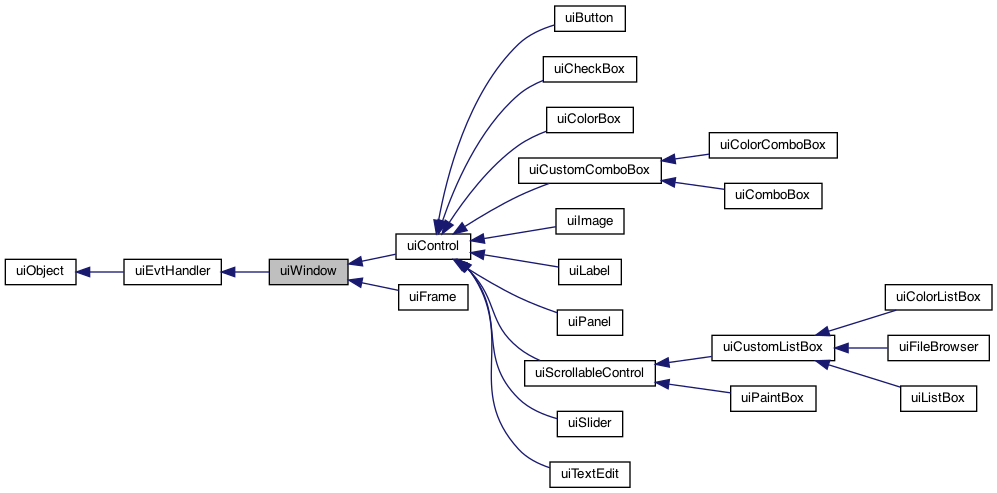 uiButton
uiCheckBox
uiColorBox
uiColorComboBox
uiCustomComboBox
uiComboBox
uiImage
uiControl
uiObject
uiEvtHandler
uiWindow
uiLabel
uiFrame
uiColorListBox
uiPanel
uiCustomListBox
uiFileBrowser
uiScrollableControl
uiPaintBox
uiListBox
uiSlider
uiTextEdit